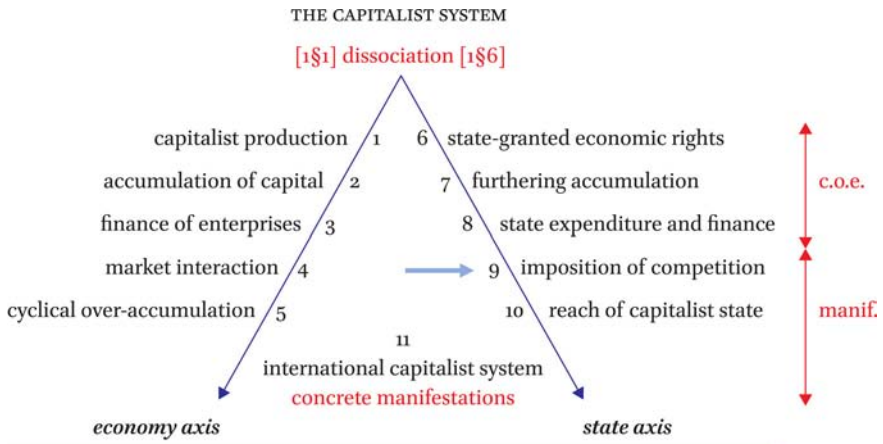 THE CAPITALIST SYSTEM
[1§1] dissociation [1§6]
capitalist production 1 6 state-granted economic rights
accumulation of capital 2 7 furthering accumulation
c.o.e.
finance of enterprises 3 8 state expenditure and finance
market interaction 4 9 imposition of competition
cyclical over-accumulation 5 10 reach of capitalist state manif.
11
international capitalist system
concrete manifestations
economy axis state axis